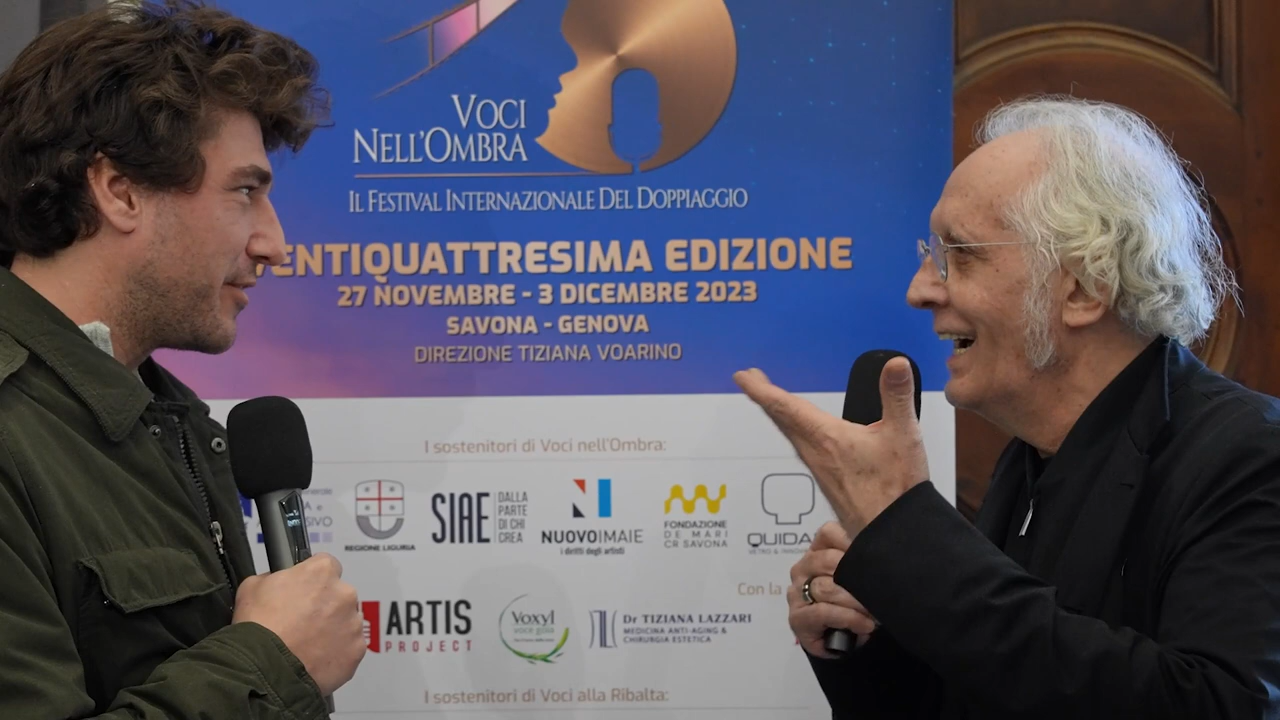 VOCI
NELL'OMBRA
IL FESTIVAL INTERNAZIONALE DEL DOPPIAGGIO
VENTIQUATTRESIMA EDIZIONE
27 NOVEMBRE - 3 DICEMBRE 2023
SAVONA - GENOVA
DIREZIONE TIZIANA VOARINO
I sostenitori di Voci nell'Ombra:
REGIONE LIGURIA
SIAE DALLA
PARTE
DI CHI
CREA
NUOVOIMAIE
i diritti degli artisti
FONDAZIONE
DE MARI
CR SAVONA
QUIDA
Con la
ARTIS
PROJECT
Voxyl
voce gola
Dr TIZIANA LAZZARI
MEDICINA ANTI-AGING &
CHIRURGIA ESTETICA
I sostenitori di Voci alla Ribalta: